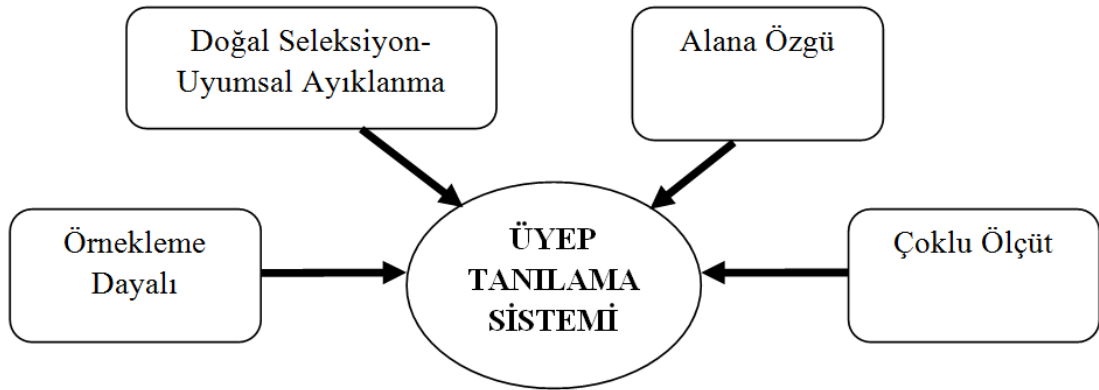 Doğal Seleksiyon-
Uyumsal Ayıklanma
Alana Özgü
Örnekleme
Dayalı
ÜYEP
TANILAMA
SİSTEMİ
Çoklu Ölçüt